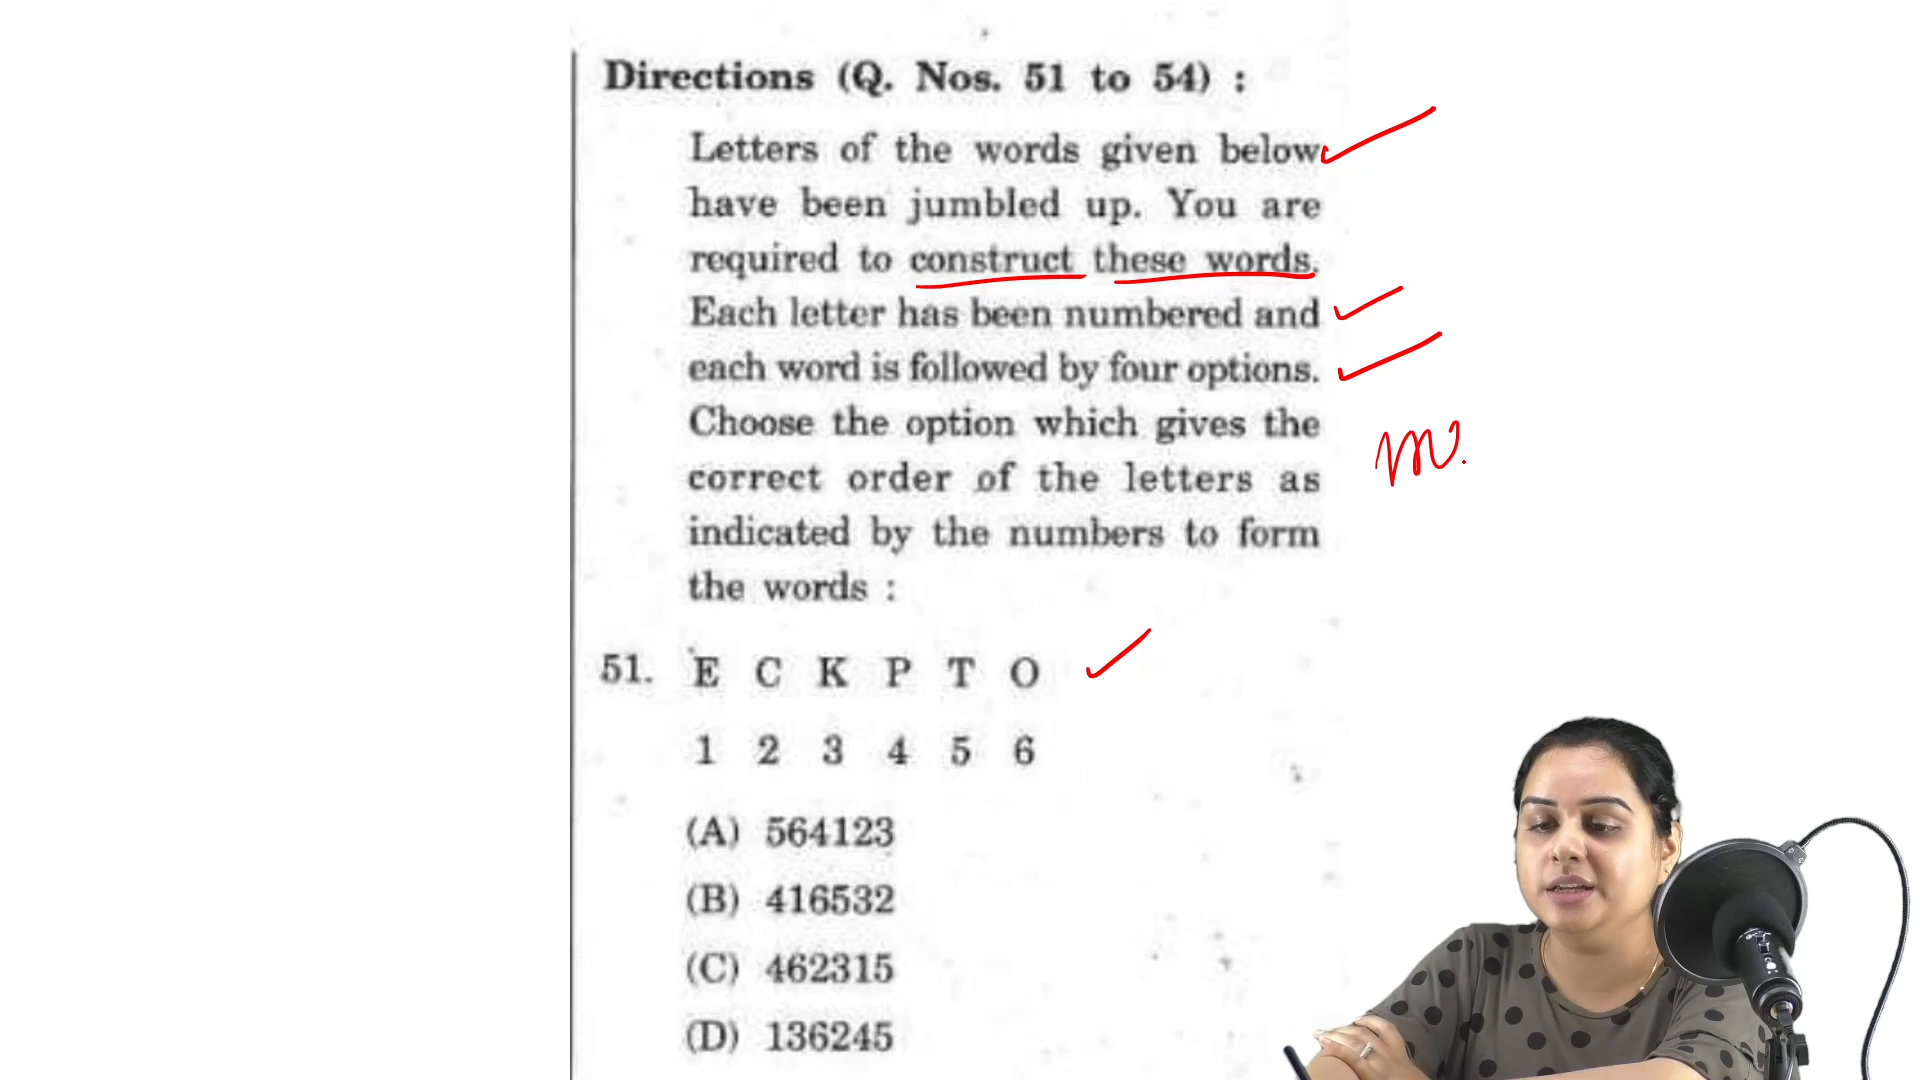 Directions (Q. Nos. 51 to 54) :
Letters of the words given below
have been jumbled up. You are
required to construct these words.
Each letter has been numbered and
each word is followed by four options.
Choose the option which gives the
correct order of the letters as
indicated by the numbers to form
the words :
51. E C K P T O
1 2 3 4 5 6
(A) 564123
(B) 416532
(C) 462315
(D) 136245